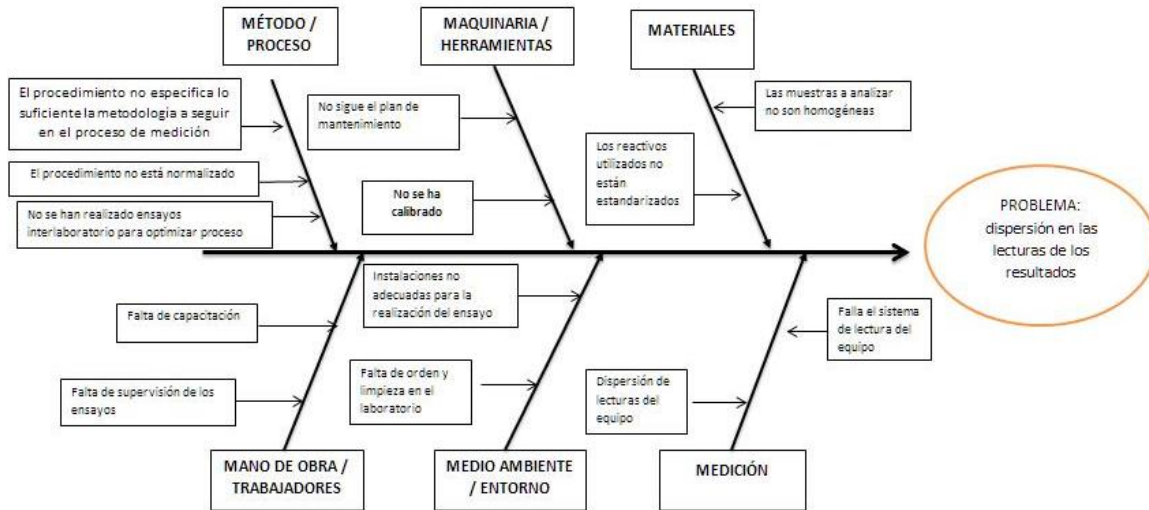 MÉTODO /
PROCESO
MAQUINARIA /
HERRAMIENTAS
MATERIALES
El procedimiento no especifica lo
suficiente la metodología a seguir
en el proceso de medición
El procedimiento no está normalizado
No se han realizado ensayos
interlaboratorio para optimizar proceso
No sigue el plan de
mantenimiento
No se ha
calibrado
Las muestras a analizar
no son homogéneas
Los reactivos
utilizados no
están
estandarizados
PROBLEMA:
dispersión en las
lecturas de los
resultados
Falta de capacitación
Falta de supervisión de los
ensayos
Instalaciones no
adecuadas para la
realización del ensayo
Falta de orden y
limpieza en el
laboratorio
Falla el sistema
de lectura del
equipo
Dispersión de
lecturas del
equipo
MANO DE OBRA /
TRABAJADORES
MEDIO AMBIENTE
/ ENTORNO
MEDICIÓN